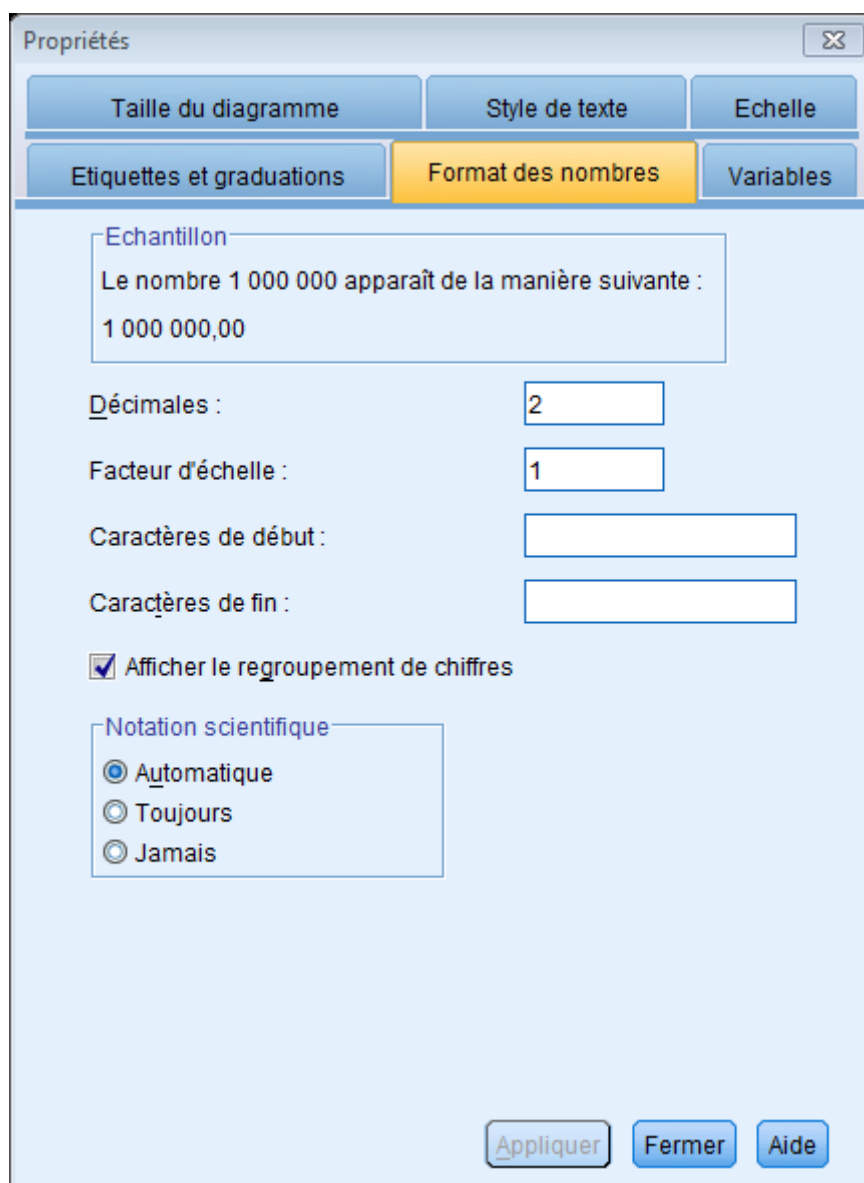 Propriétés
Taille du diagramme
Style de texte
Echelle
Etiquettes et graduations
Format des nombres
Variables
Echantillon
Le nombre 1 000 000 apparaît de la manière suivante :
1 000 000,00
Décimales :
2
Facteur d'échelle :
1
Caractères de début :
Caractères de fin :
Afficher le regroupement de chiffres
Notation scientifique
Automatique
Toujours
Jamais
Appliquer
Fermer
Aide